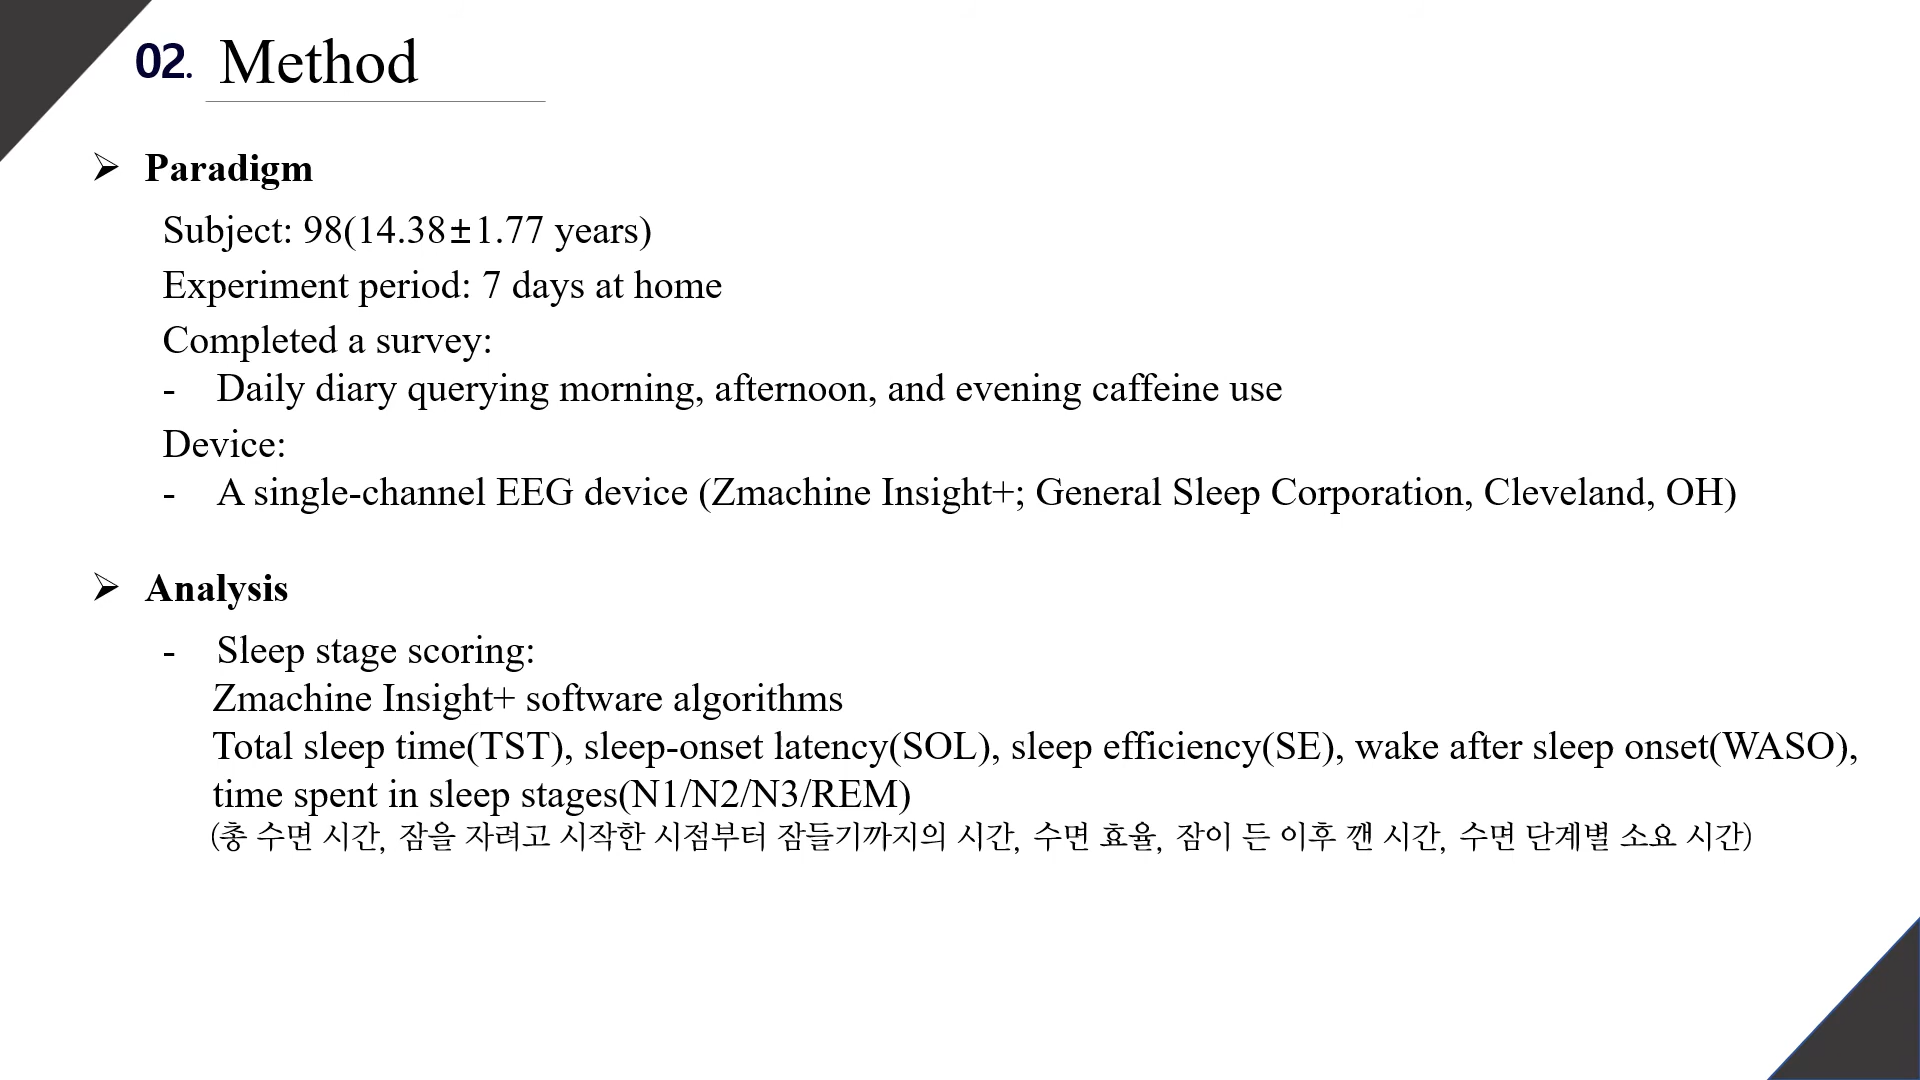 02. Method
Paradigm
Subject: 98(14.38±1.77 years)
Experiment period: 7 days at home
Completed a survey:
- Daily diary querying morning, afternoon, and evening caffeine use
Device:
- A single-channel EEG device (Zmachine Insight+; General Sleep Corporation, Cleveland, OH)
Analysis
- Sleep stage scoring:
Zmachine Insight+ software algorithms
Total sleep time(TST), sleep-onset latency(SOL), sleep efficiency(SE), wake after sleep onset(WASO),
time spent in sleep stages(N1/N2/N3/REM)
(총 수면 시간, 잠을 자려고 시작한 시점부터 잠들기까지의 시간, 수면 효율, 잠이 든 이후 깬 시간, 수면 단계별 소요 시간)